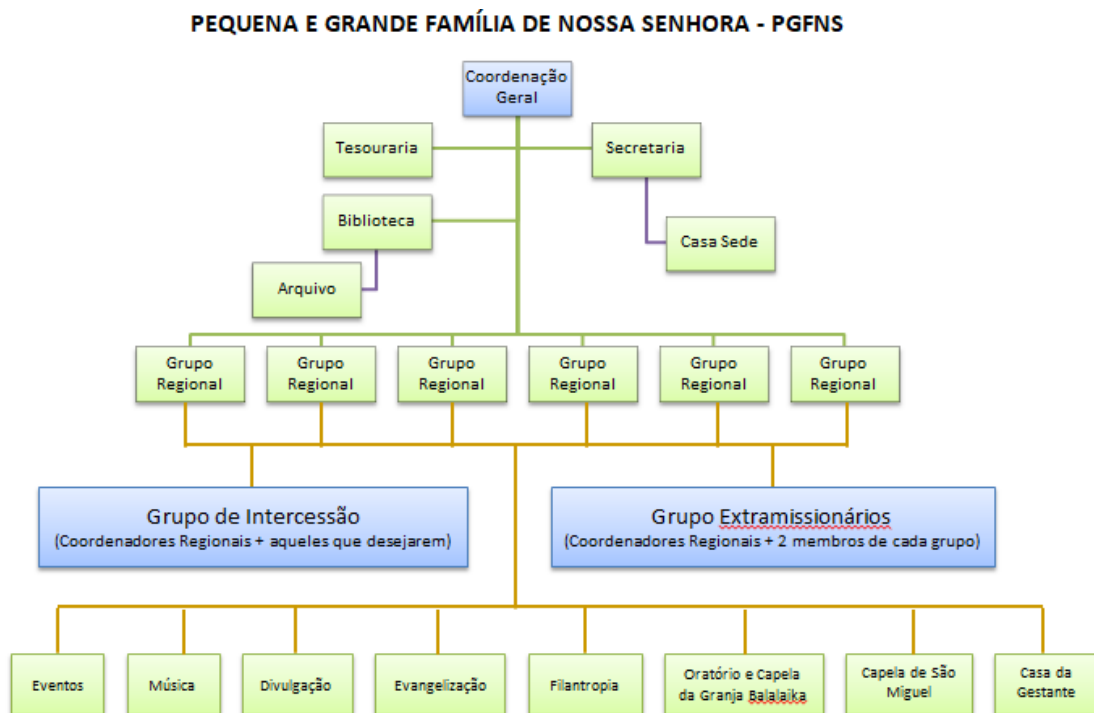 PEQUENA E GRANDE FAMÍLIA DE NOSSA SENHORA - PGFNS
Coordenação
Geral
Tesouraria
Secretaria
Biblioteca
Casa Sede
Arquivo
Grupo
Regional
Grupo
Regional
Grupo
Regional
Grupo
Regional
Grupo
Regional
Grupo
Regional
Grupo de Intercessão
(Coordenadores Regionais + aqueles que desejarem)
Grupo Extramissionários
(Coordenadores Regionais + 2 membros de cada grupo)
Eventos
Música
Divulgação
Evangelização
Filantropia
Oratório e Capela
da Granja Balalaika
Capela de São
Miguel
Casa da
Gestante